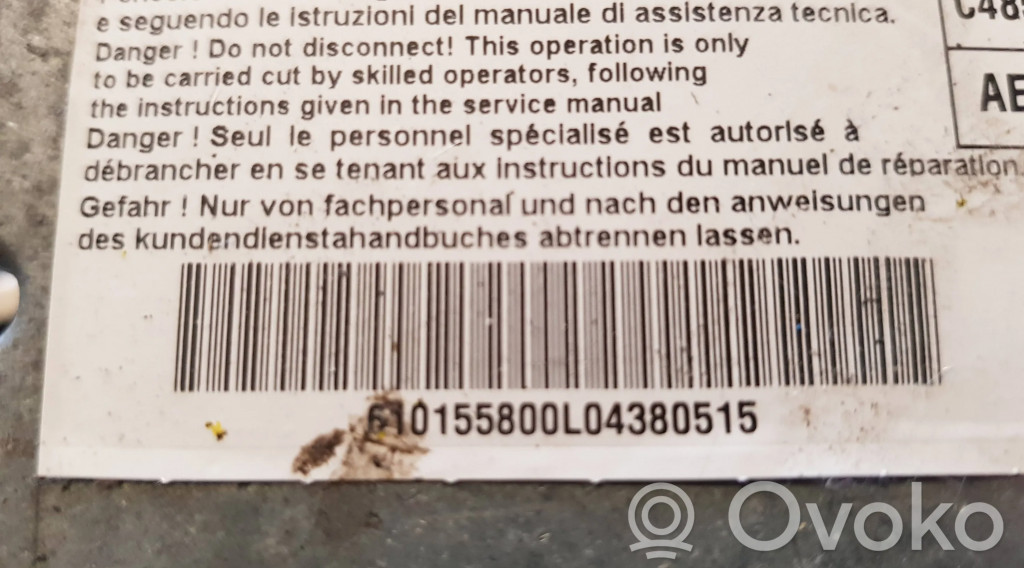 e seguendo le istruzioni del manuale di assistenza tecnica.
Danger ! Do not disconnect! This operation is only
to be carried cut by skilled operators, following
the instructions given in the service manual
Danger ! Seul le personnel spécialisé est autorisé à
débrancher en se tenant aux instructions du manuel de réparation.
Gefahr ! Nur von fachpersonal und nach den anweisungen
des kundendienstahandbuches abtrennen lassen.
610155800L04380515
Ovoko